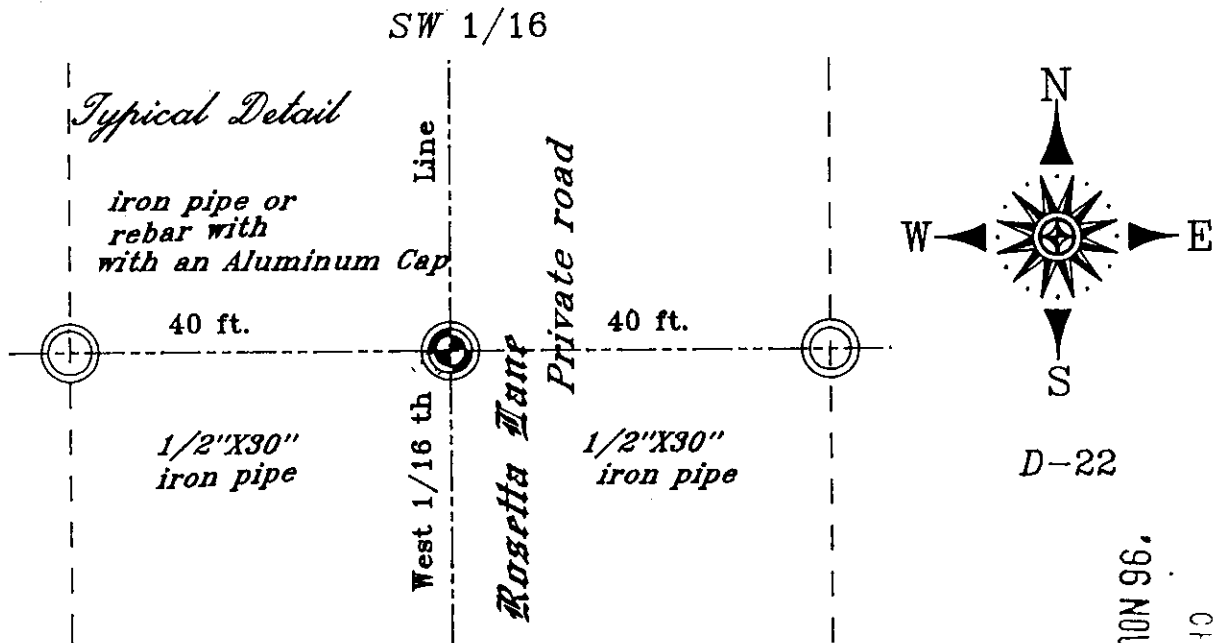 SW 1/16
Typical Detail
iron pipe or
rebar with
with an Aluminum Cap
Line
Private road
40 ft.
40 ft.
West 1/16 th
Rosetta Lane
1/2"X30"
iron pipe
1/2"X30"
iron pipe
N
W
E
S
D-22